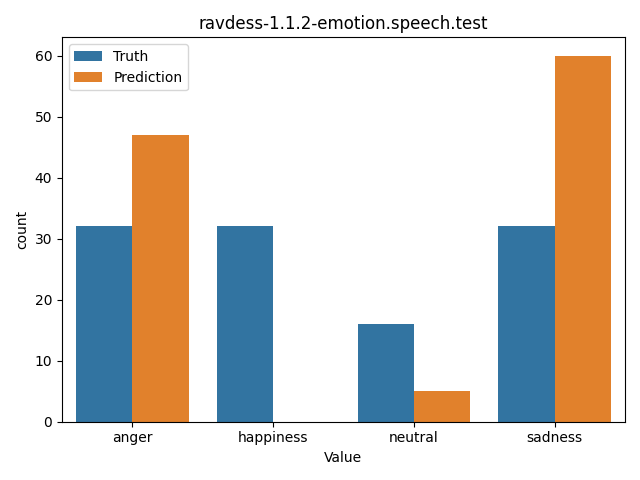 ravdess-1.1.2-emotion.speech.test
Truth
Prediction
count
60
50
40
30
20
10
0
anger happiness neutral sadness
Value